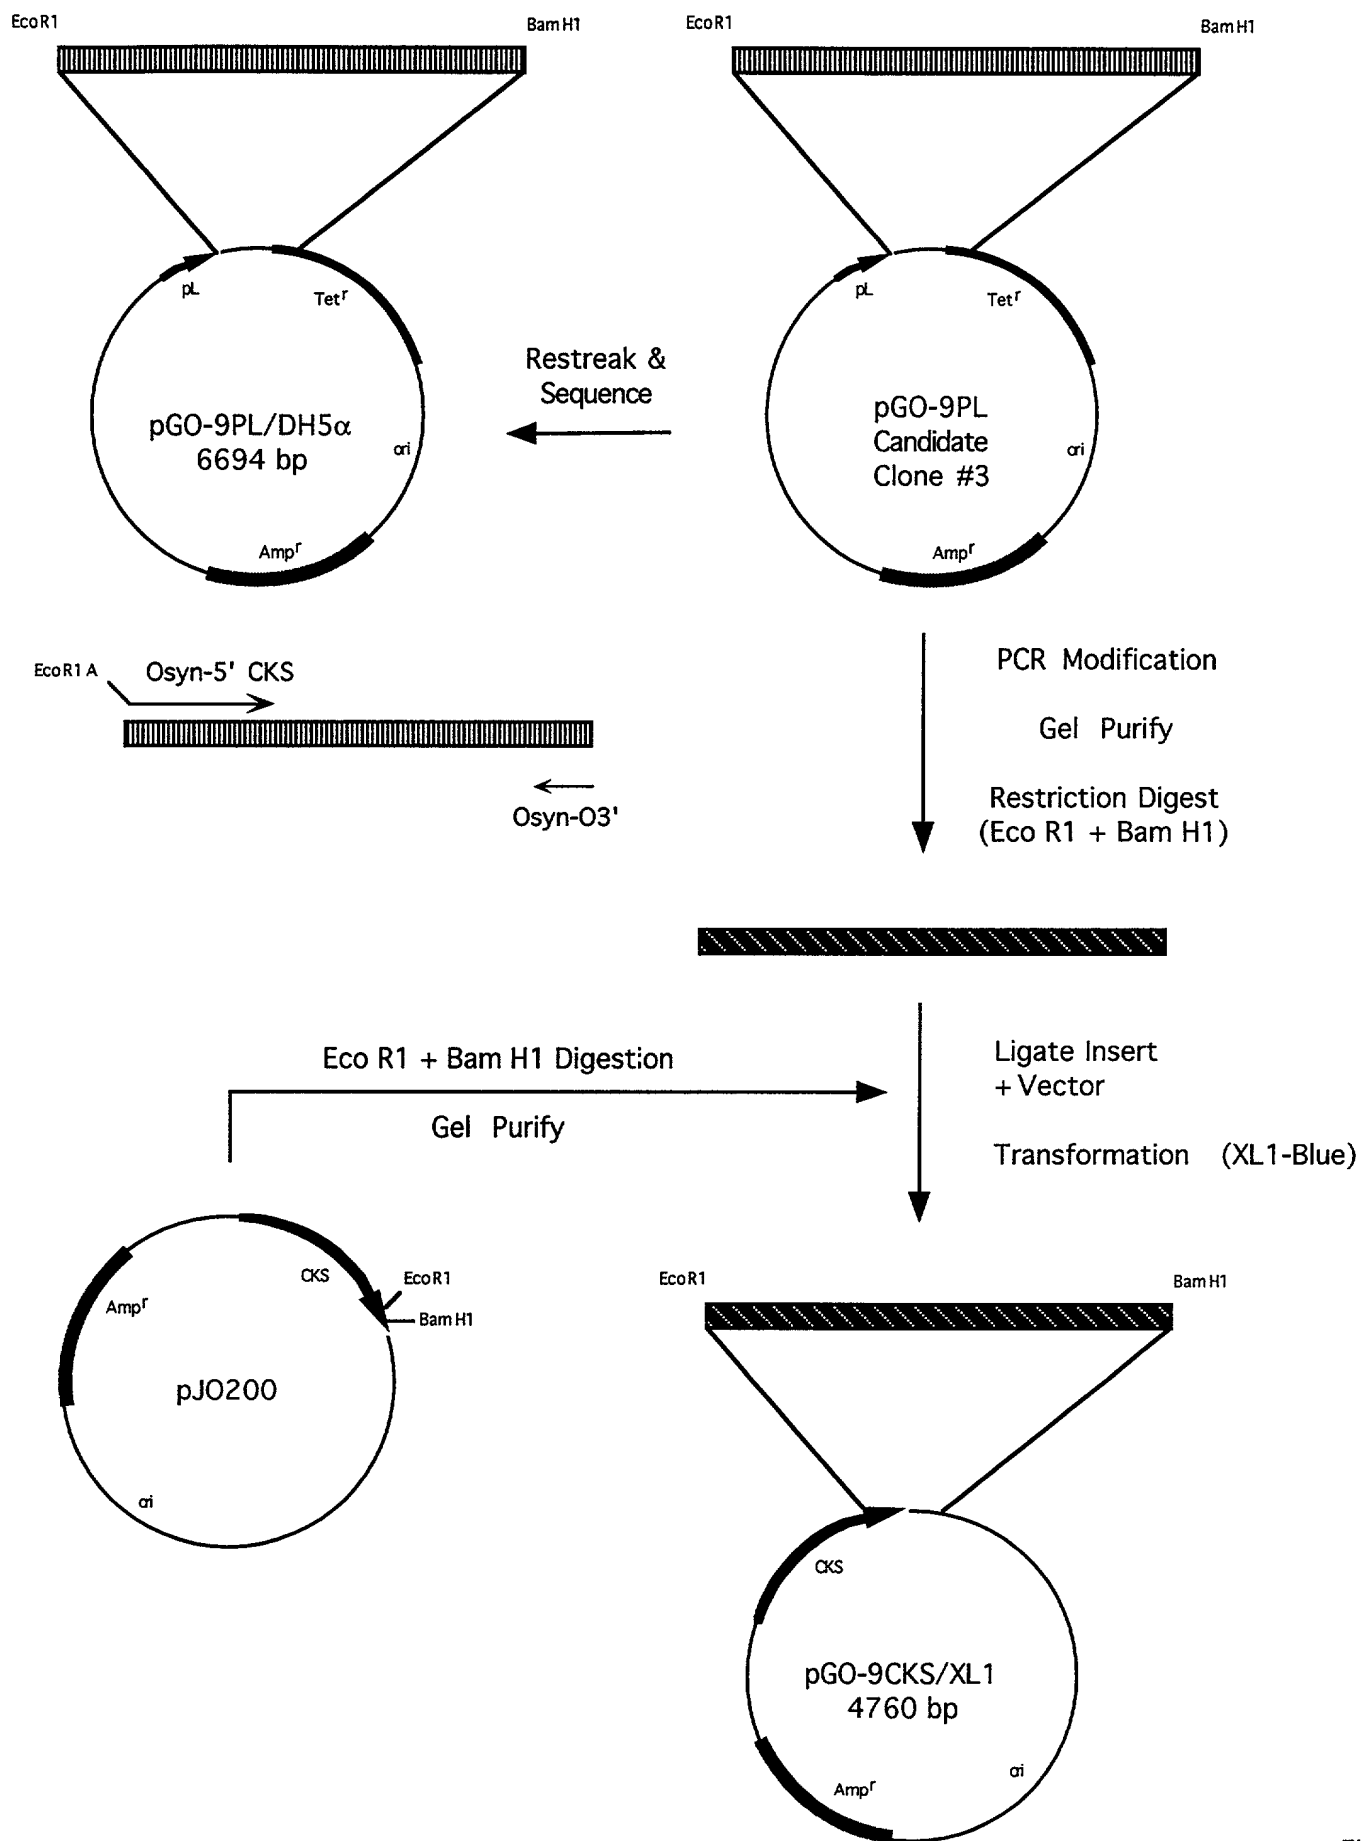 EcoR1
BamH1
EcoR1
BamH1
pL
Tetr
pL
Tetr
Restreak &
Sequence
pGO-9PL/DH5α
6694 bp
ori
pGO-9PL
Candidate
Clone #3
ori
Ampr
Ampr
EcoR1 A
Osyn-5' CKS
Osyn-O3'
PCR Modification
Gel Purify
Restriction Digest
(Eco R1 + Bam H1)
Eco R1 + Bam H1 Digestion
Gel Purify
Ligate Insert
+ Vector
Transformation (XL1-Blue)
CKS
EcoR1
BamH1
Ampr
pJO200
ori
EcoR1
BamH1
CKS
pGO-9CKS/XL1
4760 bp
ori
Ampr